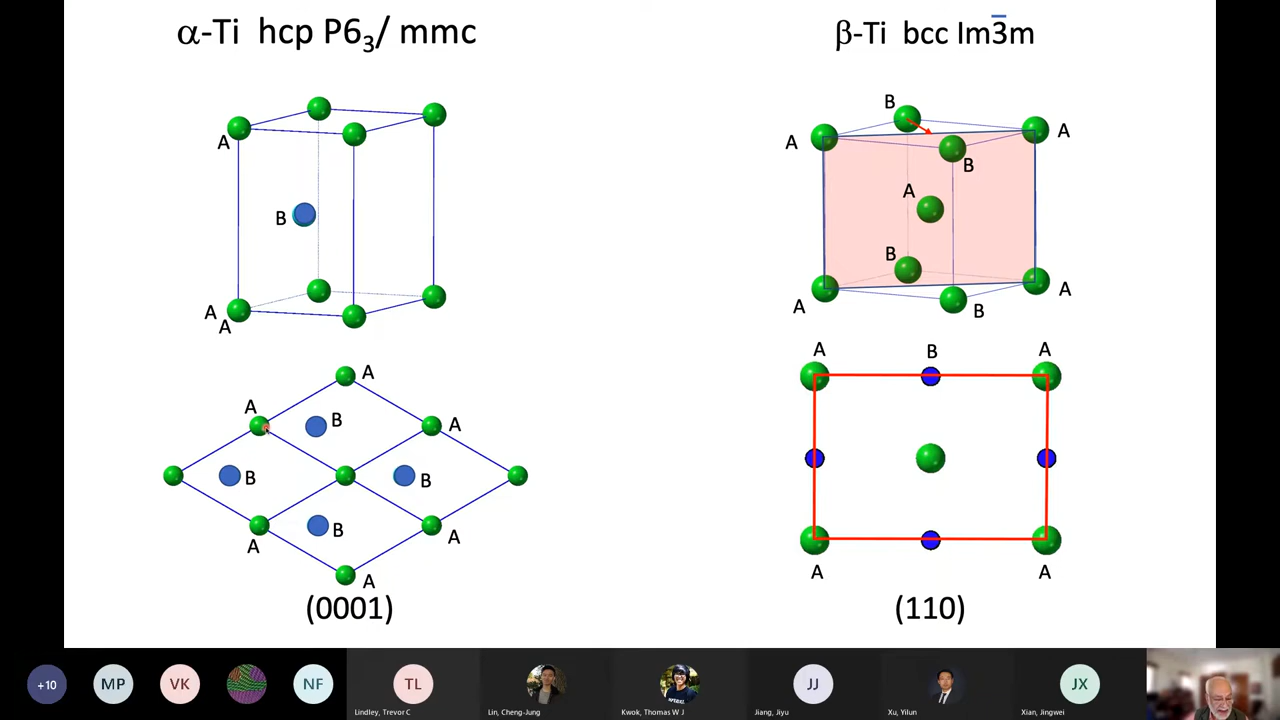 α-Ti hcp P6₃/ mmc
β-Ti bcc Im3̅m
A
B
A
A
B
A
A
B
A
B
A
A
B
A
B
A
B
A
B
B
A
B
A
A
(0001)
A
B
A
A
A
(110)
+10
MP
VK
NF
TL
JJ
JX
Lindley, Trevor C
Lin, Cheng-Jung
Kwok, Thomas W J
Jiang, Jiyu
Xu, Yilun
Xian, Jingwei